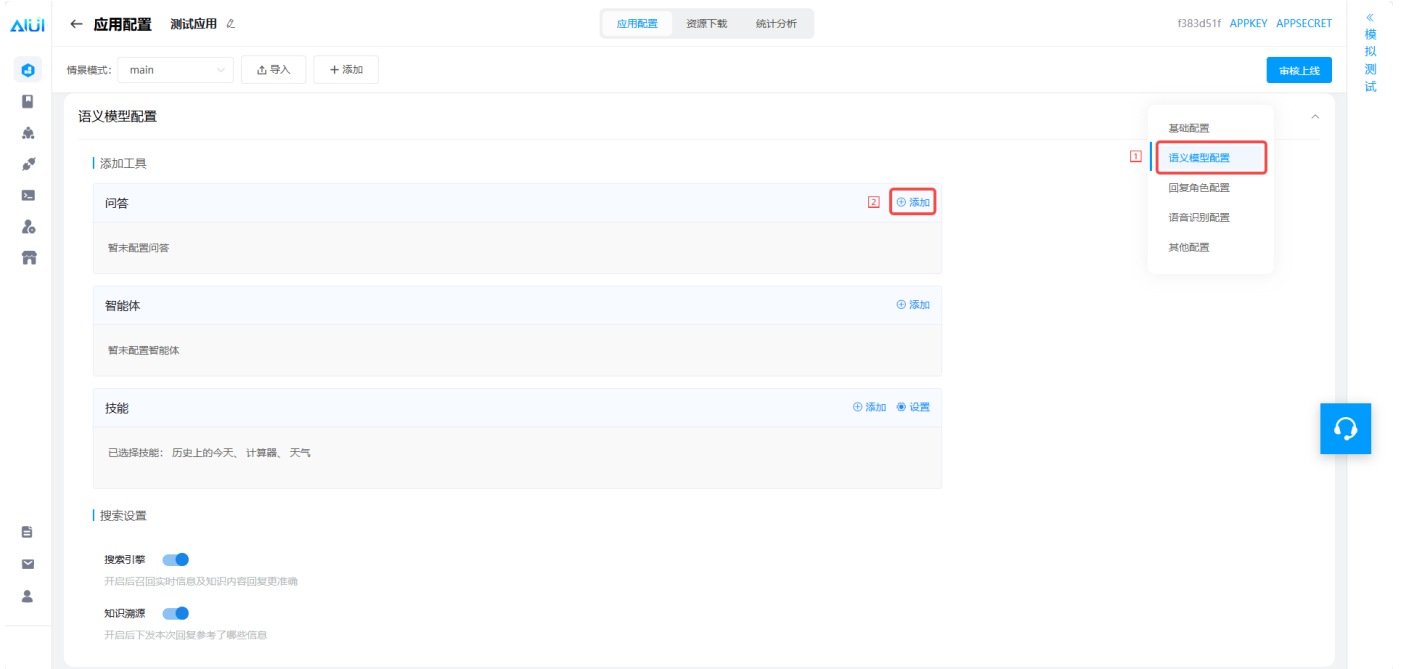 AIUI
← 应用配置 测试应用
应用配置 资源下载 统计分析
f383d51f APPKEY APPSECRET
«
模
拟
测
试
情景模式: main
导入
+ 添加
审核上线
语义模型配置
基础配置
1 语义模型配置
回复角色配置
语音识别配置
其他配置
添加工具
问答
2 添加
暂未配置问答
智能体
添加
暂未配置智能体
技能
添加 设置
已选择技能: 历史上的今天、 计算器、 天气
搜索设置
搜索引擎
开启后召回实时信息及知识内容回复更准确
知识溯源
开启后下发本次回复参考了哪些信息